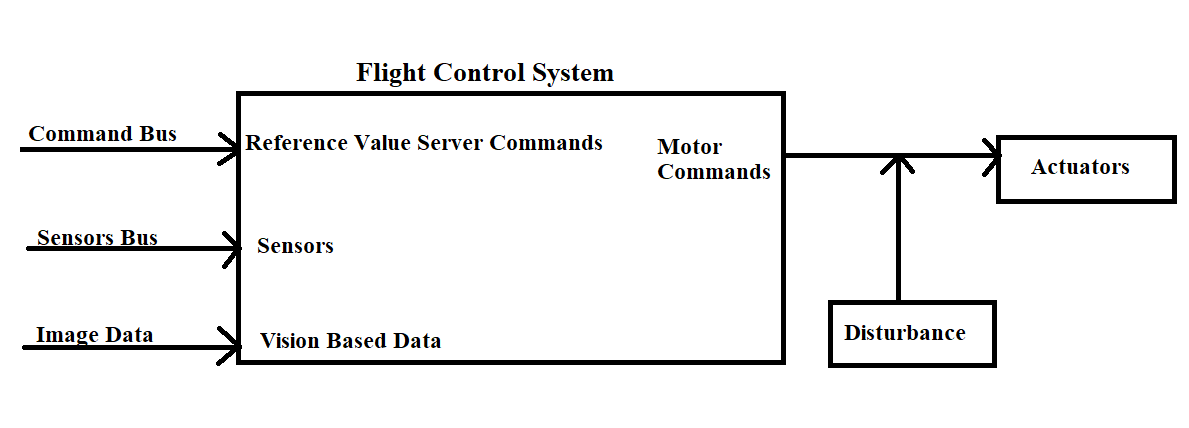 Flight Control System
Command Bus
Reference Value Server Commands
Motor
Commands
Actuators
Sensors Bus
Sensors
Image Data
Vision Based Data
Disturbance